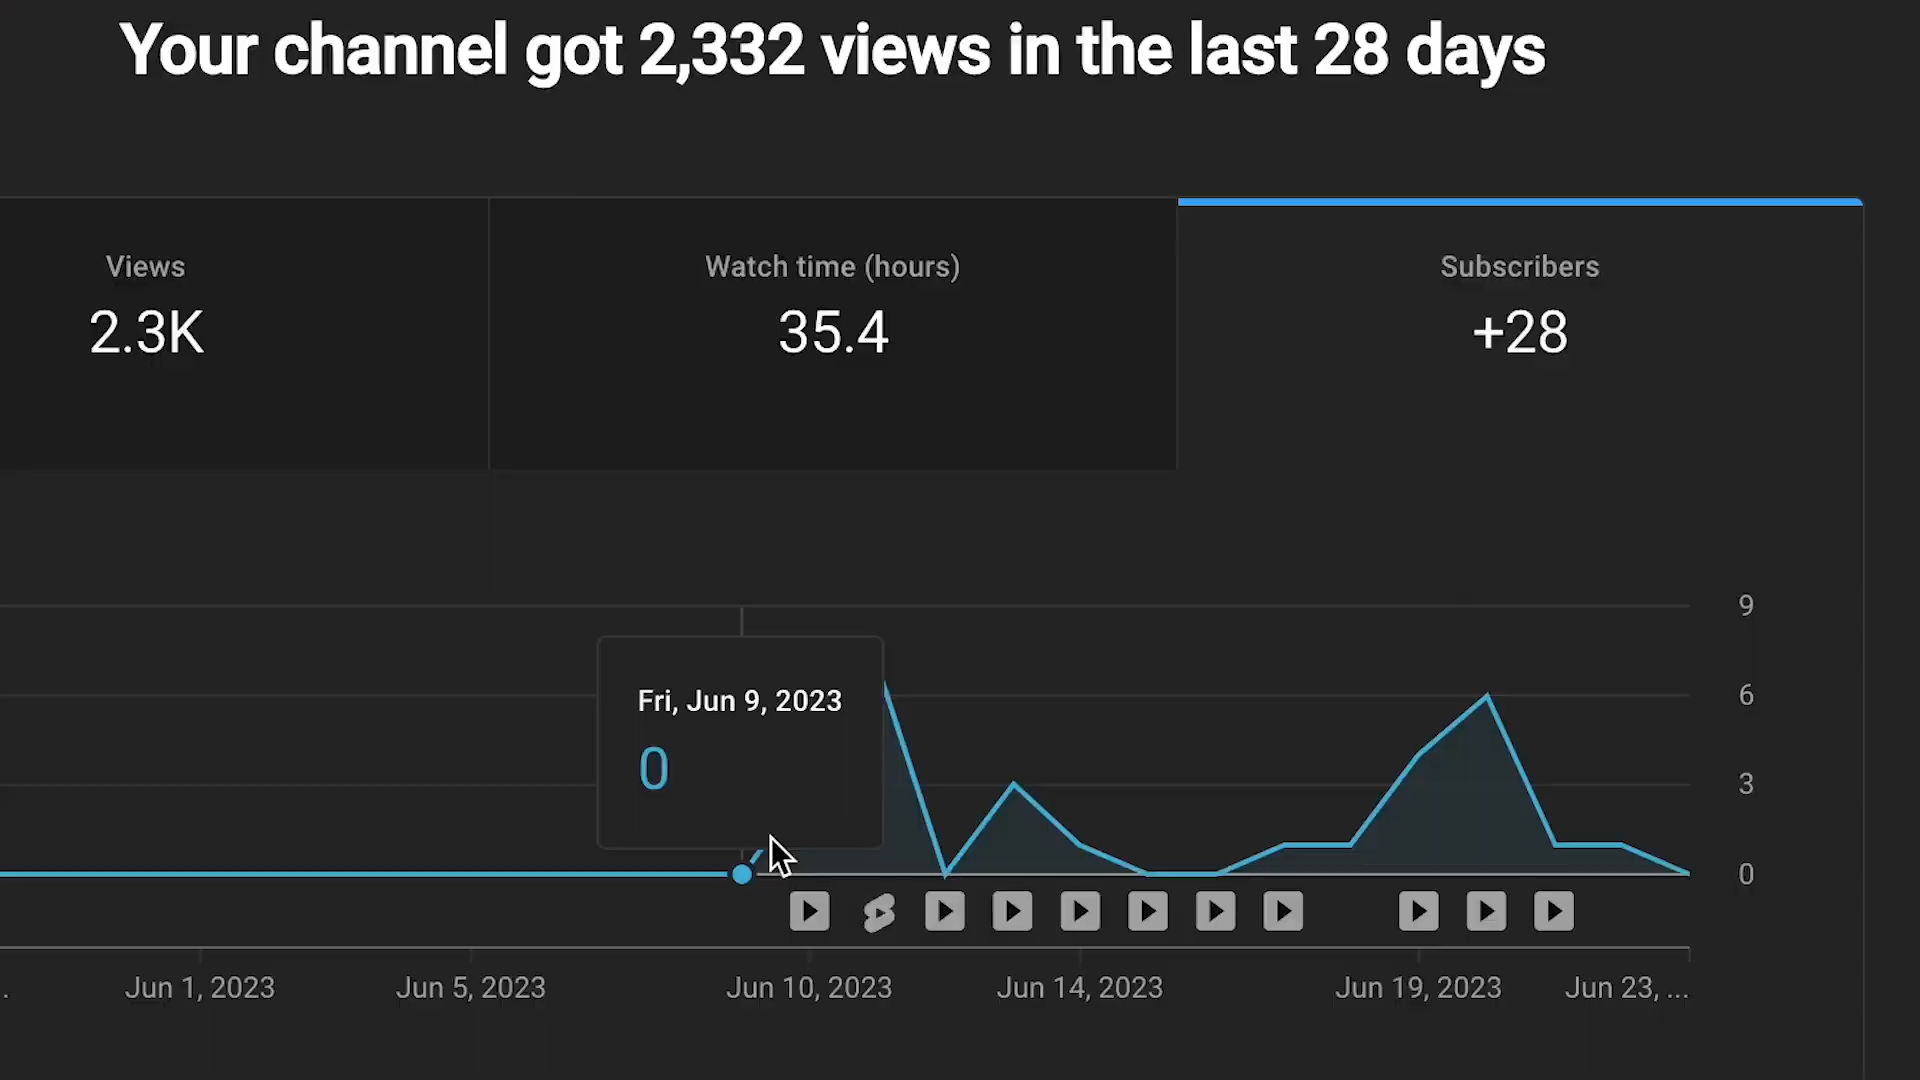 Your channel got 2,332 views in the last 28 days
Views
2.3K
Watch time (hours)
35.4
Subscribers
+28
9
6
3
0
Fri, Jun 9, 2023
0
.
Jun 1, 2023
Jun 5, 2023
Jun 10, 2023
Jun 14, 2023
Jun 19, 2023
Jun 23, ...